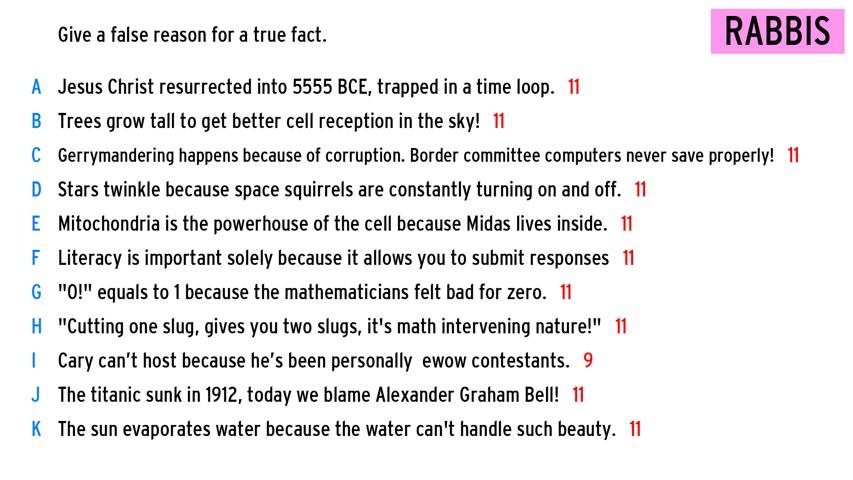 Give a false reason for a true fact.
RABBIS
A Jesus Christ resurrected into 5555 BCE, trapped in a time loop. 11
B Trees grow tall to get better cell reception in the sky! 11
C Gerrymandering happens because of corruption. Border committee computers never save properly! 11
D Stars twinkle because space squirrels are constantly turning on and off. 11
E Mitochondria is the powerhouse of the cell because Midas lives inside. 11
F Literacy is important solely because it allows you to submit responses 11
G "0!" equals to 1 because the mathematicians felt bad for zero. 11
H "Cutting one slug, gives you two slugs, it's math intervening nature!" 11
I Cary can’t host because he’s been personally ewow contestants. 9
J The titanic sunk in 1912, today we blame Alexander Graham Bell! 11
K The sun evaporates water because the water can't handle such beauty. 11